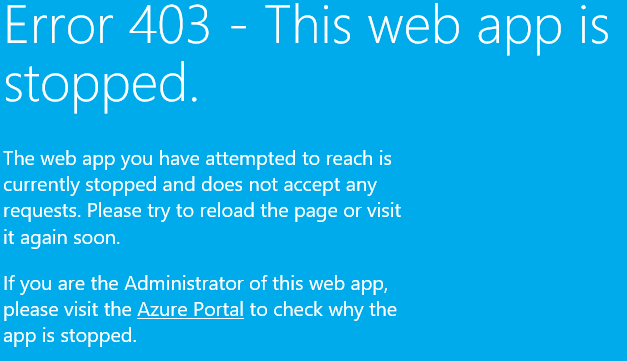 Error 403 - This web app is
stopped.
The web app you have attempted to reach is
currently stopped and does not accept any
requests. Please try to reload the page or visit
it again soon.
If you are the Administrator of this web app,
please visit the Azure Portal to check why the
app is stopped.